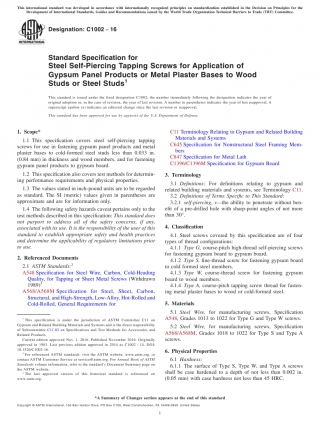 This international standard was developed in accordance with internationally recognized principles on standardization established in the Decision on Principles for the
Development of International Standards, Guides and Recommendations issued by the World Trade Organization Technical Barriers to Trade (TBT) Committee.
Designation: C1002 − 16
Standard Specification for
Steel Self-Piercing Tapping Screws for Application of
Gypsum Panel Products or Metal Plaster Bases to Wood
Studs or Steel Studs1
This standard is issued under the fixed designation C1002; the number immediately following the designation indicates the year of
original adoption or, in the case of revision, the year of last revision. A number in parentheses indicates the year of last reapproval. A
superscript epsilon (ε) indicates an editorial change since the last revision or reapproval.
This standard has been approved for use by agencies of the U.S. Department of Defense.
1. Scope*
1.1 This specification covers steel self-piercing tapping
screws for use in fastening gypsum panel products and metal
plaster bases to cold-formed steel studs less than 0.033 in.
(0.84 mm) in thickness and wood members, and for fastening
gypsum panel products to gypsum board.
1.2 This specification also covers test methods for determin-
ing performance requirements and physical properties.
1.3 The values stated in inch-pound units are to be regarded
as standard. The SI (metric) values given in parentheses are
approximate and are for information only.
1.4 The following safety hazards caveat pertains only to the
test methods described in this specification: This standard does
not purport to address all of the safety concerns, if any,
associated with its use. It is the responsibility of the user of this
standard to establish appropriate safety and health practices
and determine the applicability of regulatory limitations prior
to use.
2. Referenced Documents
2.1 ASTM Standards:2
A548 Specification for Steel Wire, Carbon, Cold-Heading
Quality, for Tapping or Sheet Metal Screws (Withdrawn
1989)3
A568/A568M Specification for Steel, Sheet, Carbon,
Structural, and High-Strength, Low-Alloy, Hot-Rolled and
Cold-Rolled, General Requirements for
1 This specification is under the jurisdiction of ASTM Committee C11 on
Gypsum and Related Building Materials and Systems and is the direct responsibility
of Subcommittee C11.02 on Specifications and Test Methods for Accessories and
Related Products.
Current edition approved Nov. 1, 2016. Published November 2016. Originally
approved in 1983. Last previous edition approved in 2014 as C1002 – 14. DOI:
10.1520/C1002-16.
2 For referenced ASTM standards, visit the ASTM website, www.astm.org, or
contact ASTM Customer Service at service@astm.org. For Annual Book of ASTM
Standards volume information, refer to the standard's Document Summary page on
the ASTM website.
3 The last approved version of this historical standard is referenced on
www.astm.org.
C11 Terminology Relating to Gypsum and Related Building
Materials and Systems
C645 Specification for Nonstructural Steel Framing Mem-
bers
C847 Specification for Metal Lath
C1396/C1396M Specification for Gypsum Board
3. Terminology
3.1 Definitions: For definitions relating to gypsum and
related building materials and systems, see Terminology C11.
3.2 Definitions of Terms Specific to This Standard:
3.2.1 self-piercing, v—the ability to penetrate without ben-
efit of a pre-drilled hole with sharp-point angles of not more
than 30°.
4. Classification
4.1 Steel screws covered by this specification are of four
types of thread configurations:
4.1.1 Type G, coarse-pitch high-thread self-piercing screws
for fastening gypsum board to gypsum board.
4.1.2 Type S, fine-thread screw for fastening gypsum board
to cold formed steel members.
4.1.3 Type W, coarse-thread screw for fastening gypsum
board to wood members.
4.1.4 Type A, coarse-pitch tapping screw thread for fasten-
ing metal plaster bases to wood or cold-formed steel.
5. Materials
5.1 Steel Wire, for manufacturing screws, Specification
A548, Grades 1013 to 1022 for Type G and Type W screws.
5.2 Steel Wire, for manufacturing screws, Specification
A568/A568M, Grades 1018 to 1022 for Type S and Type A
screws.
6. Physical Properties
6.1 Hardness:
6.1.1 The surface of Type S, Type W, and Type A screws
shall be case hardened to a depth of not less than 0.002 in.
(0.05 mm) with case hardness not less than 45 HRC.
*A Summary of Changes section appears at the end of this standard
Copyright © ASTM International, 100 Barr Harbor Drive, PO Box C700, West Conshohocken, PA 19428-2959. United States
1